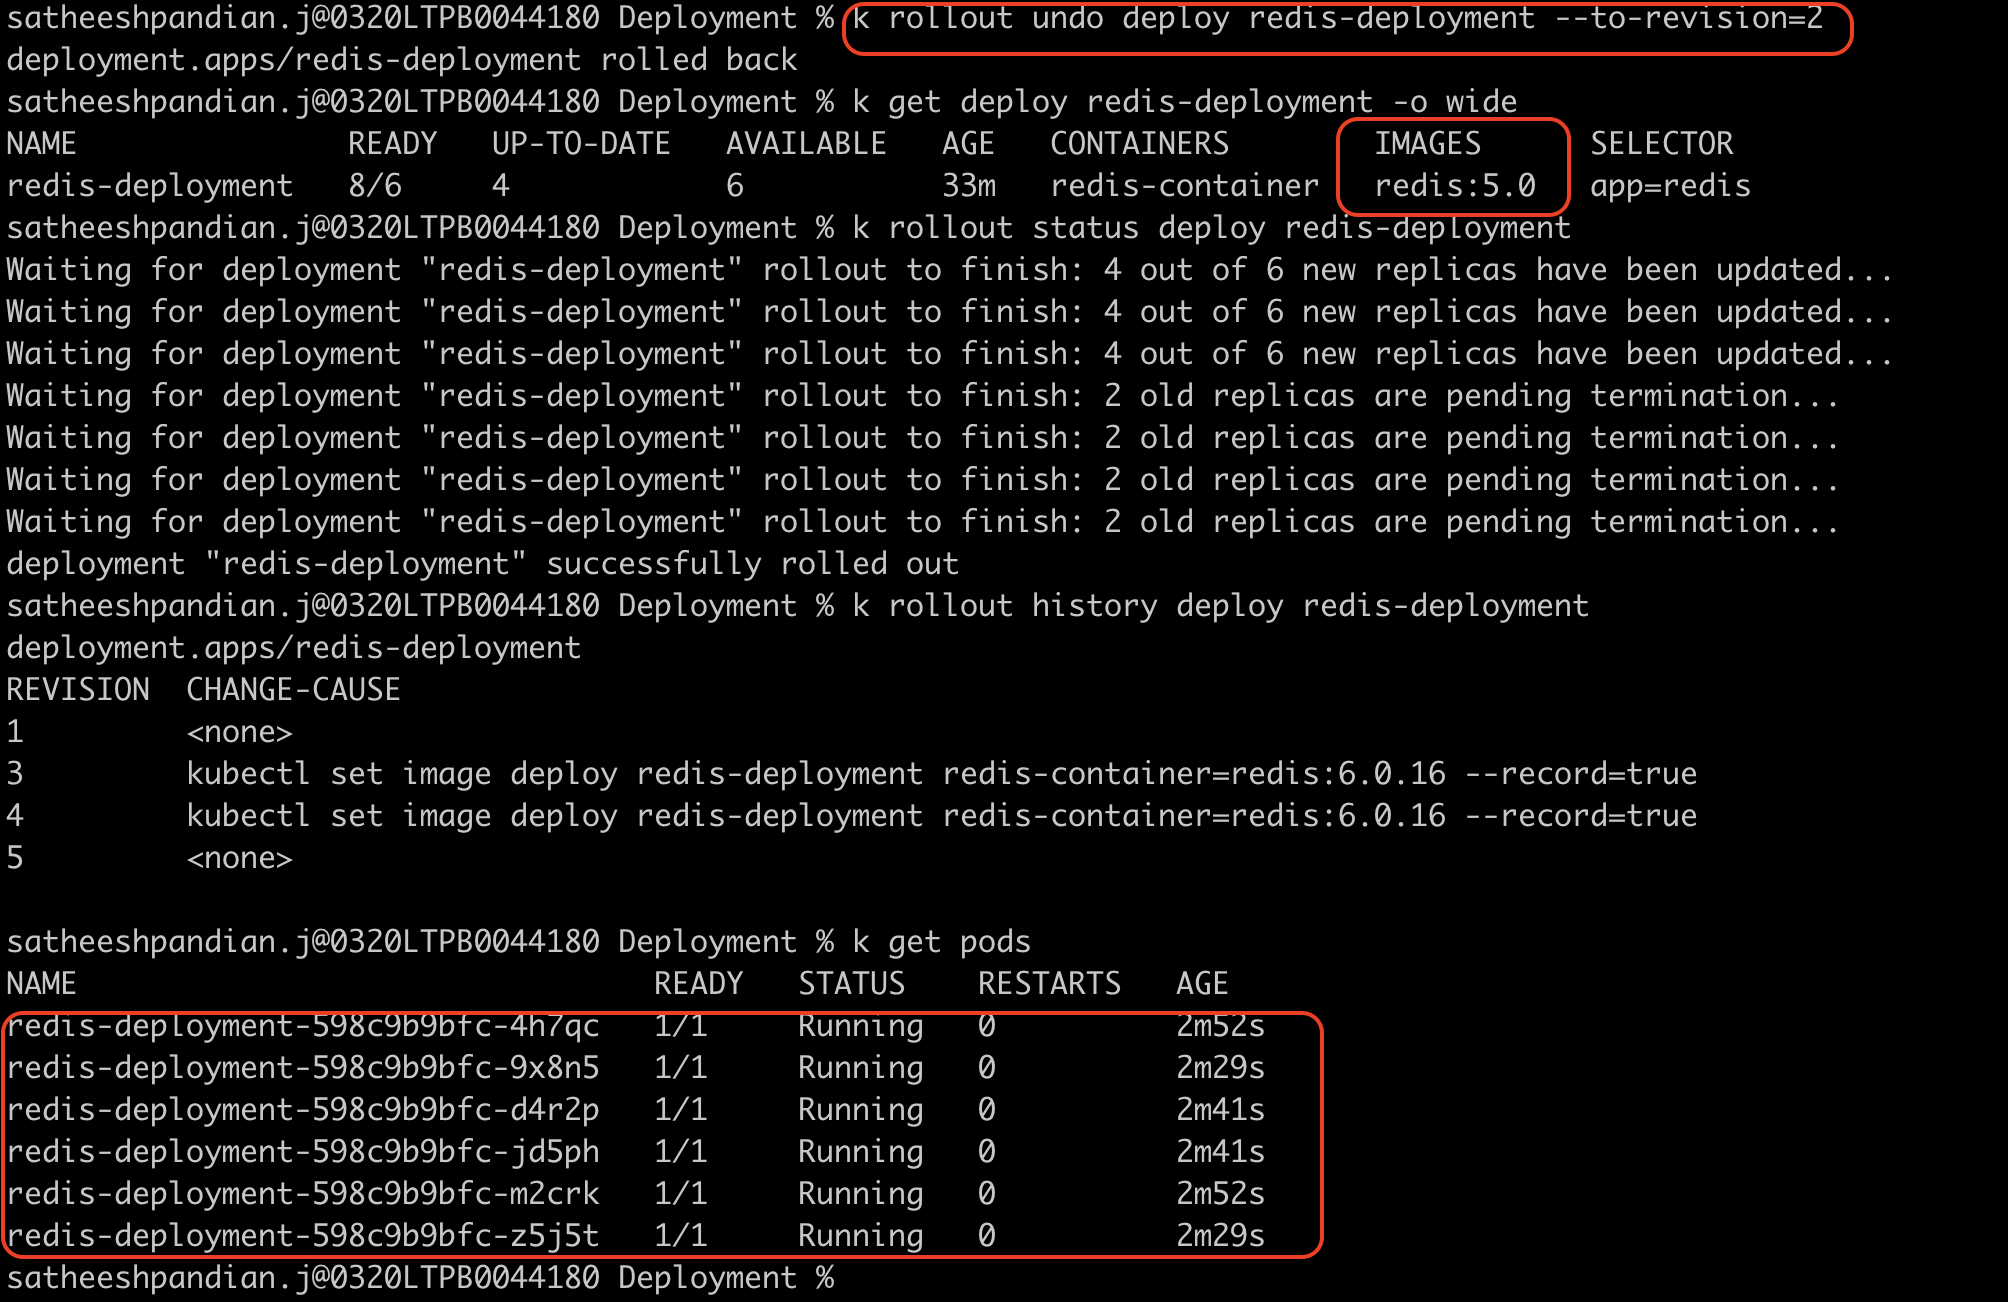 satheeshpandian.j@0320LTPB0044180 Deployment % k rollout undo deploy redis-deployment --to-revision=2
deployment.apps/redis-deployment rolled back
satheeshpandian.j@0320LTPB0044180 Deployment % k get deploy redis-deployment -o wide
NAME               READY   UP-TO-DATE   AVAILABLE   AGE   CONTAINERS        IMAGES      SELECTOR
redis-deployment   8/6     4            6           33m   redis-container   redis:5.0   app=redis
satheeshpandian.j@0320LTPB0044180 Deployment % k rollout status deploy redis-deployment
Waiting for deployment "redis-deployment" rollout to finish: 4 out of 6 new replicas have been updated...
Waiting for deployment "redis-deployment" rollout to finish: 4 out of 6 new replicas have been updated...
Waiting for deployment "redis-deployment" rollout to finish: 4 out of 6 new replicas have been updated...
Waiting for deployment "redis-deployment" rollout to finish: 2 old replicas are pending termination...
Waiting for deployment "redis-deployment" rollout to finish: 2 old replicas are pending termination...
Waiting for deployment "redis-deployment" rollout to finish: 2 old replicas are pending termination...
Waiting for deployment "redis-deployment" rollout to finish: 2 old replicas are pending termination...
deployment "redis-deployment" successfully rolled out
satheeshpandian.j@0320LTPB0044180 Deployment % k rollout history deploy redis-deployment
deployment.apps/redis-deployment
REVISION  CHANGE-CAUSE
1         <none>
3         kubectl set image deploy redis-deployment redis-container=redis:6.0.16 --record=true
4         kubectl set image deploy redis-deployment redis-container=redis:6.0.16 --record=true
5         <none>
satheeshpandian.j@0320LTPB0044180 Deployment % k get pods
NAME                                READY   STATUS    RESTARTS   AGE
redis-deployment-598c9b9bfc-4h7qc   1/1     Running   0          2m52s
redis-deployment-598c9b9bfc-9x8n5   1/1     Running   0          2m29s
redis-deployment-598c9b9bfc-d4r2p   1/1     Running   0          2m41s
redis-deployment-598c9b9bfc-jd5ph   1/1     Running   0          2m41s
redis-deployment-598c9b9bfc-m2crk   1/1     Running   0          2m52s
redis-deployment-598c9b9bfc-z5j5t   1/1     Running   0          2m29s
satheeshpandian.j@0320LTPB0044180 Deployment %